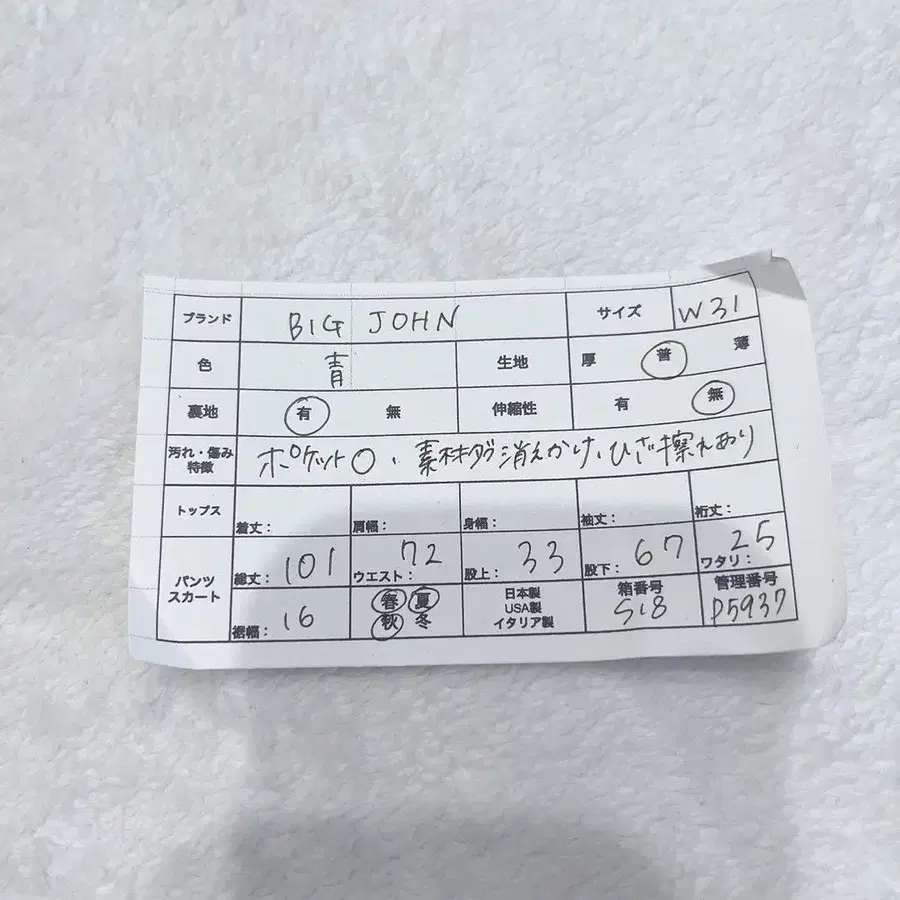 ブランド BIG JOHN サイズ W31
色 青 生地 厚 普 薄
裏地 有 無 伸縮性 有 無
汚れ・傷み
特徴 ポケット〇、素材タグ消えかけ、ひざ擦れあり
トップス 着丈: 肩幅: 身幅: 袖丈: 裄丈:
パンツ
スカート
総丈: 101 ウエスト: 72 股上: 33 股下: 67 ワタリ: 25
裾幅: 16
春 夏
秋 冬
日本製
USA製
イタリア製
箱番号
S18
管理番号
P5937